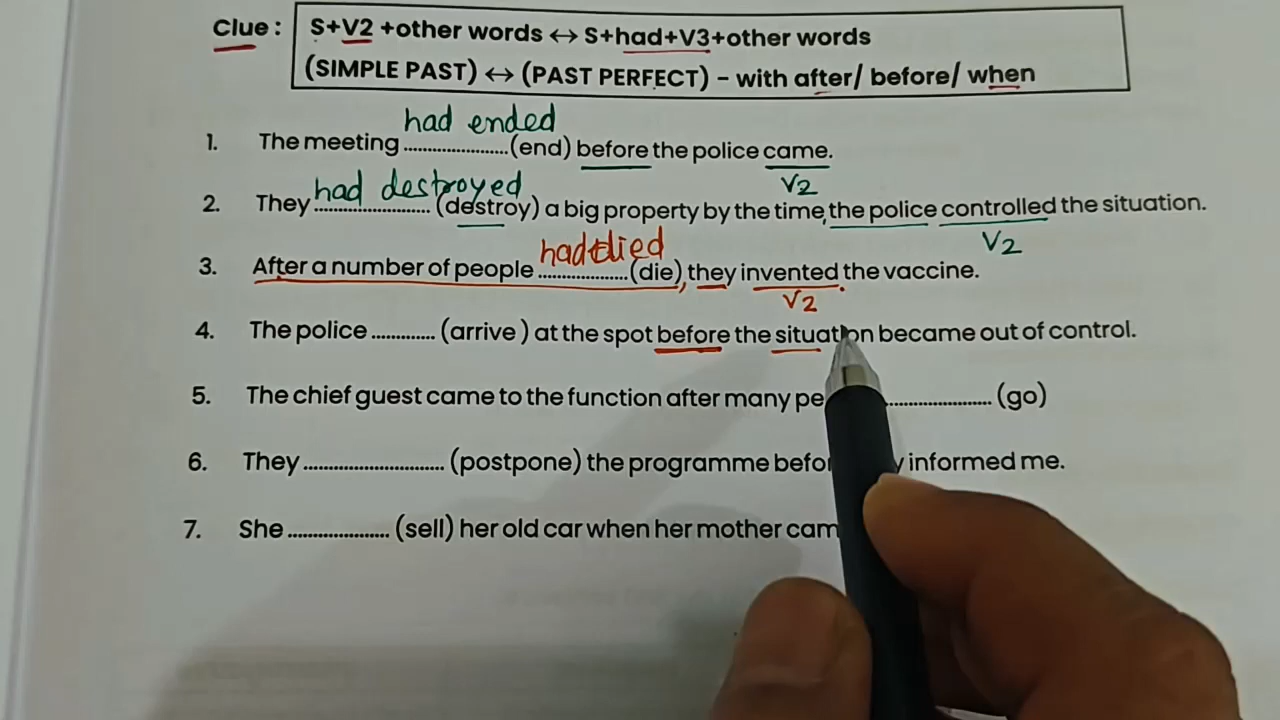 Clue : S+V2 +other words ↔ S+had+V3+other words
(SIMPLE PAST) ↔ (PAST PERFECT) - with after/ before/ when
had ended
1. The meeting ...................... (end) before the police came.
V2
had destroyed
2. They ........................ (destroy) a big property by the time, the police controlled the situation.
V2
had died
3. After a number of people .................... (die), they invented the vaccine.
V2
4. The police .............. (arrive ) at the spot before the situation became out of control.
5. The chief guest came to the function after many ...................... (go)
6. They ............................. (postpone) the programme informed me.
7. She ...................... (sell) her old car when her mother